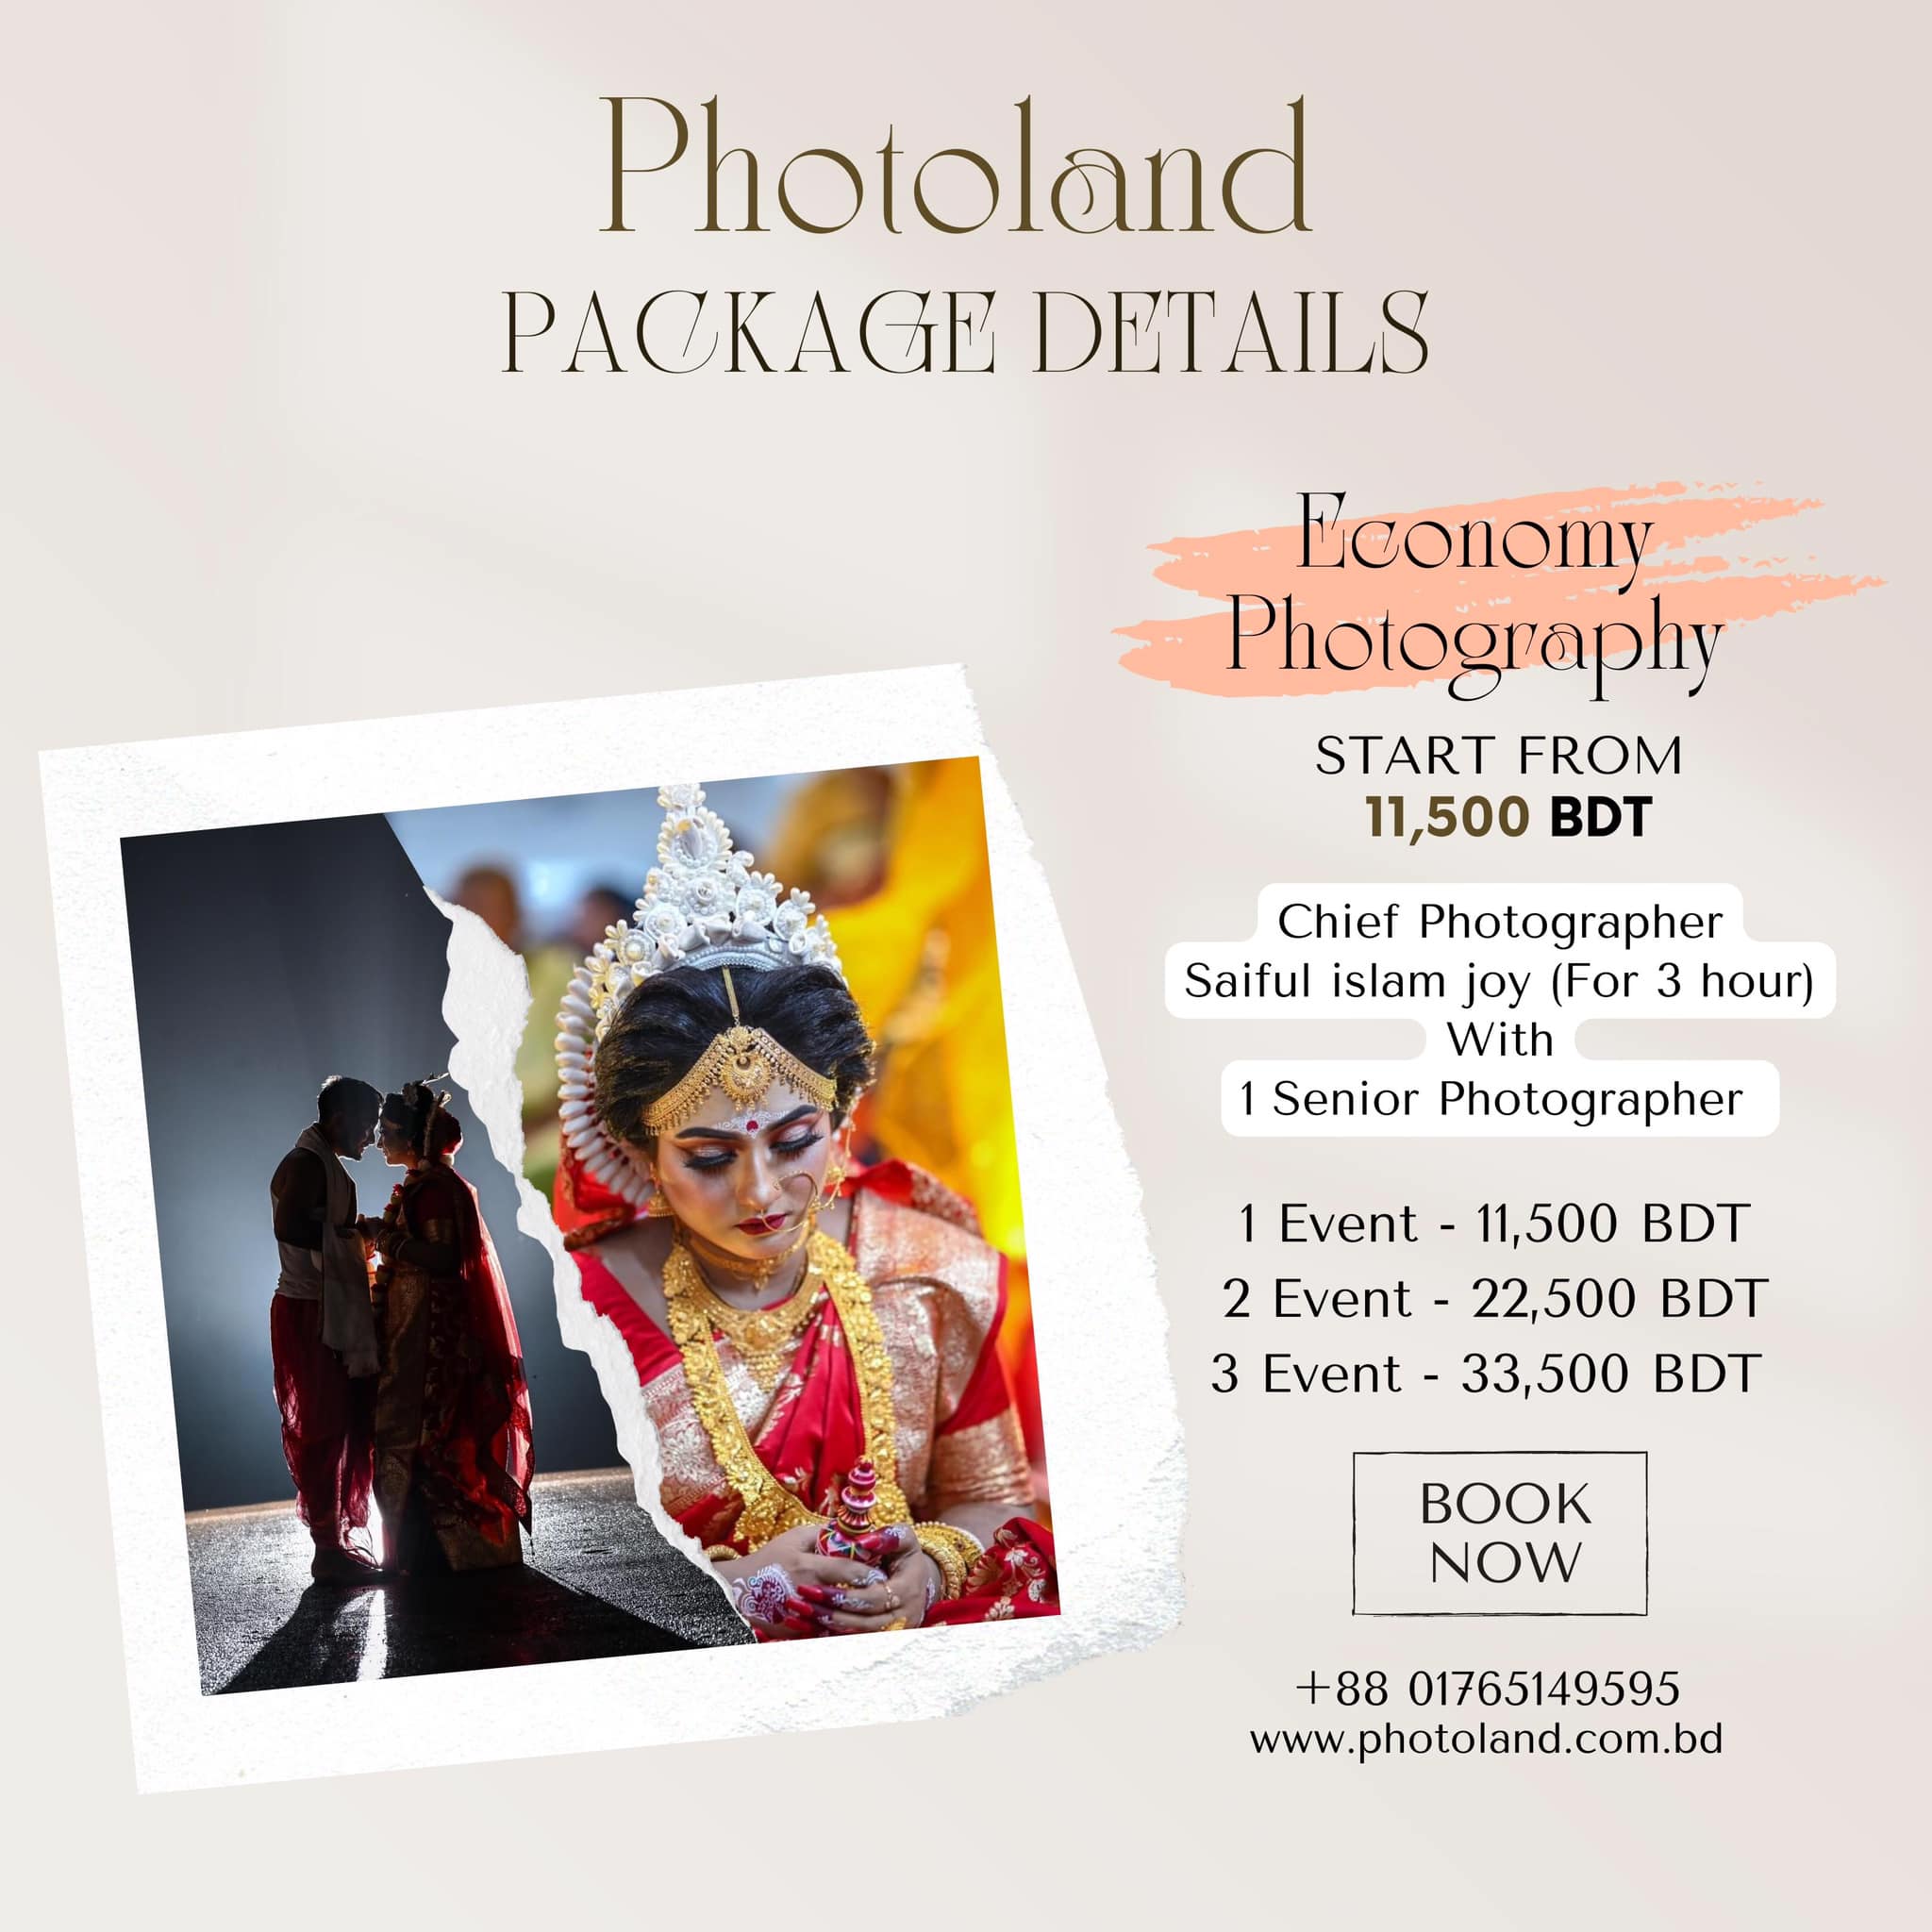 Photoland
PACKAGE DETAILS
Economy
Photography
START FROM
11,500 BDT
Chief Photographer
Saiful islam joy (For 3 hour)
With
1 Senior Photographer
1 Event - 11,500 BDT
2 Event - 22,500 BDT
3 Event - 33,500 BDT
BOOK
NOW
+88 01765149595
www.photoland.com.bd